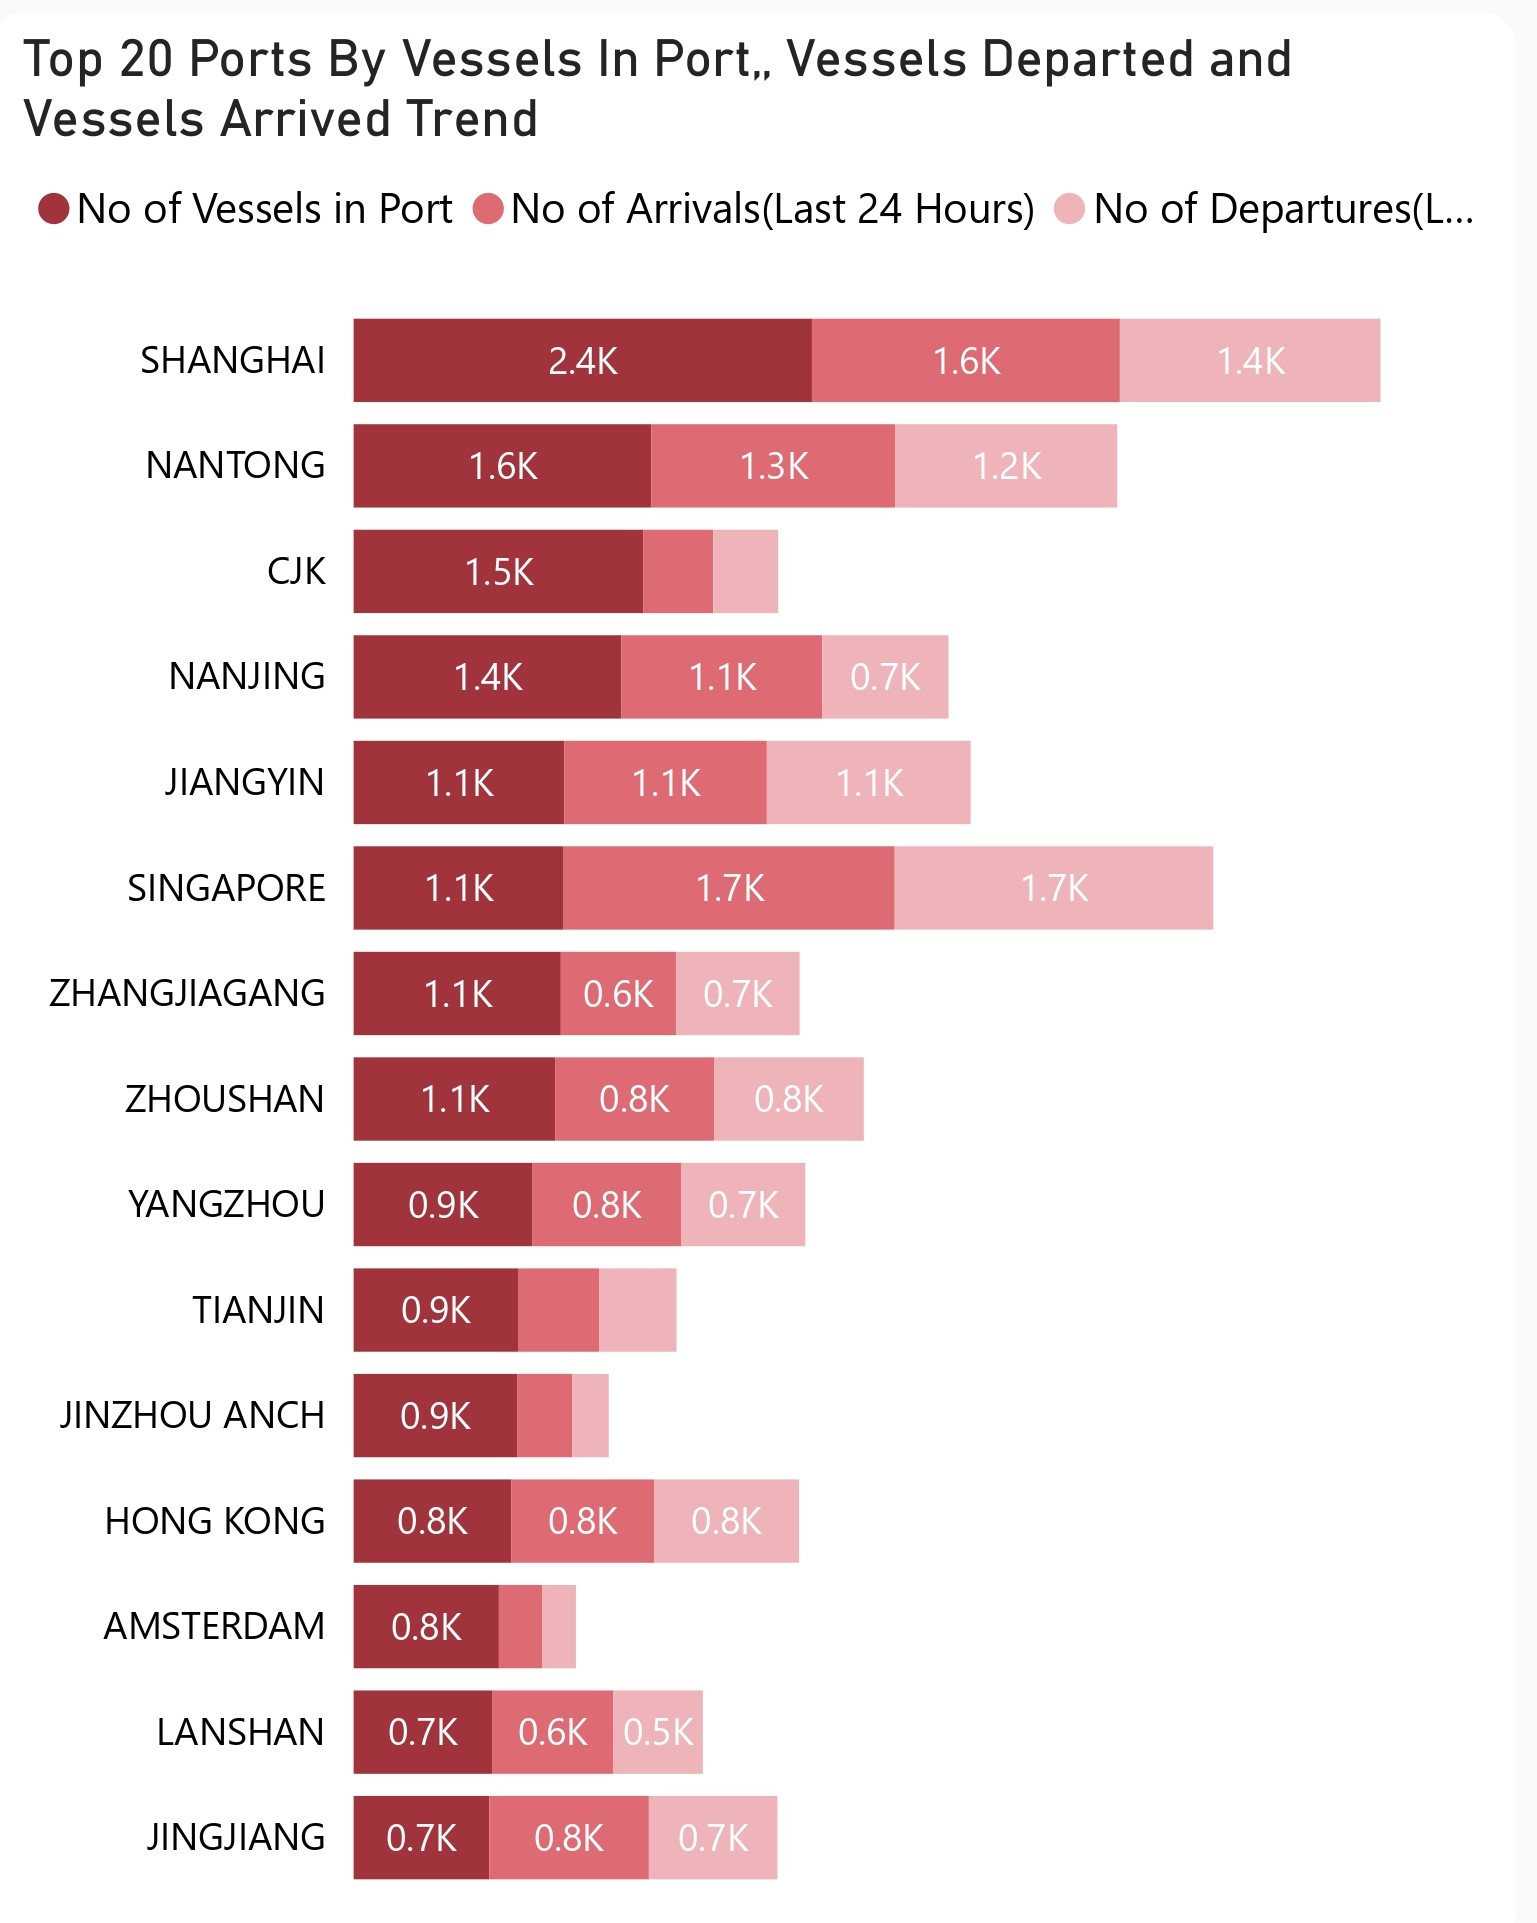 Top 20 Ports By Vessels In Port,, Vessels Departed and
Vessels Arrived Trend
No of Vessels in Port No of Arrivals(Last 24 Hours) No of Departures(L...
SHANGHAI 2.4K 1.6K 1.4K
NANTONG 1.6K 1.3K 1.2K
CJK 1.5K
NANJING 1.4K 1.1K 0.7K
JIANGYIN 1.1K 1.1K 1.1K
SINGAPORE 1.1K 1.7K 1.7K
ZHANGJIAGANG 1.1K 0.6K 0.7K
ZHOUSHAN 1.1K 0.8K 0.8K
YANGZHOU 0.9K 0.8K 0.7K
TIANJIN 0.9K
JINZHOU ANCH 0.9K
HONG KONG 0.8K 0.8K 0.8K
AMSTERDAM 0.8K
LANSHAN 0.7K 0.6K 0.5K
JINGJIANG 0.7K 0.8K 0.7K